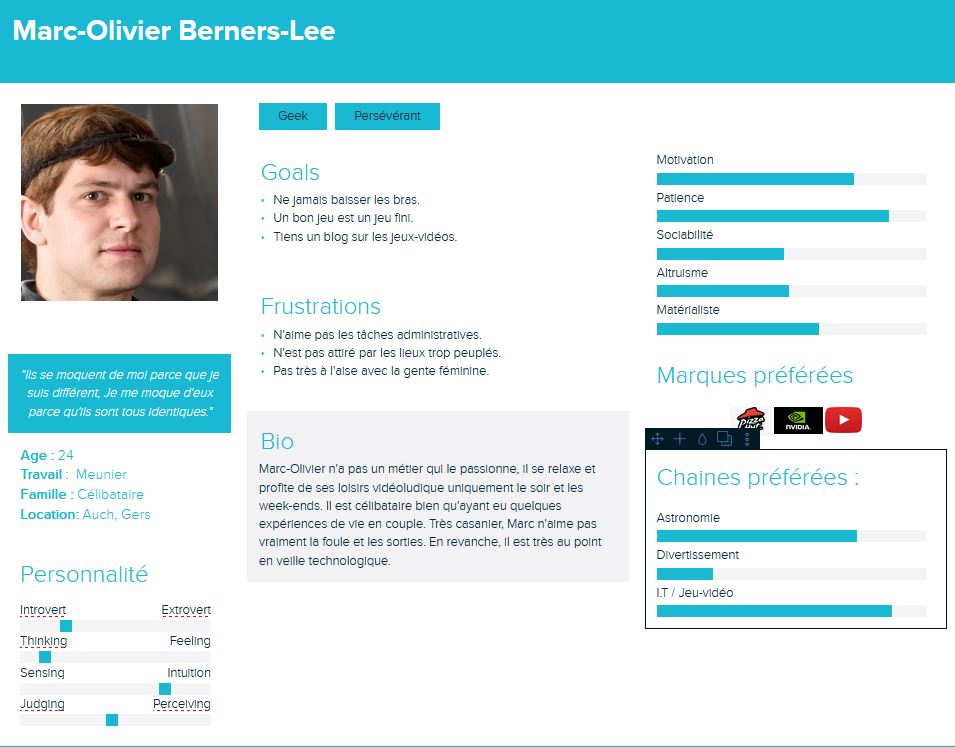 Marc-Olivier Berners-Lee
Geek
Persévérant
Goals
Ne jamais baisser les bras.
Un bon jeu est un jeu fini.
Tiens un blog sur les jeux-vidéos.
Frustrations
N'aime pas les tâches administratives.
N'est pas attiré par les lieux trop peuplés.
Pas très à l'aise avec la gente féminine.
"Ils se moquent de moi parce que je
suis différent, Je me moque d'eux
parce qu'ils sont tous identiques."
Age : 24
Travail : Meunier
Famille : Célibataire
Location: Auch, Gers
Personnalité
Introvert Extrovert
Thinking Feeling
Sensing Intuition
Judging Perceiving
Bio
Marc-Olivier n'a pas un métier qui le passionne, il se relaxe et
profite de ses loisirs vidéoludique uniquement le soir et les
week-ends. Il est célibataire bien qu'ayant eu quelques
expériences de vie en couple. Très casanier, Marc n'aime pas
vraiment la foule et les sorties. En revanche, il est très au point
en veille technologique.
Motivation
Patience
Sociabilité
Altruisme
Matérialiste
Marques préférées
Pizza
Hut
NVIDIA.
Chaines préférées :
Astronomie
Divertissement
I.T / Jeu-vidéo